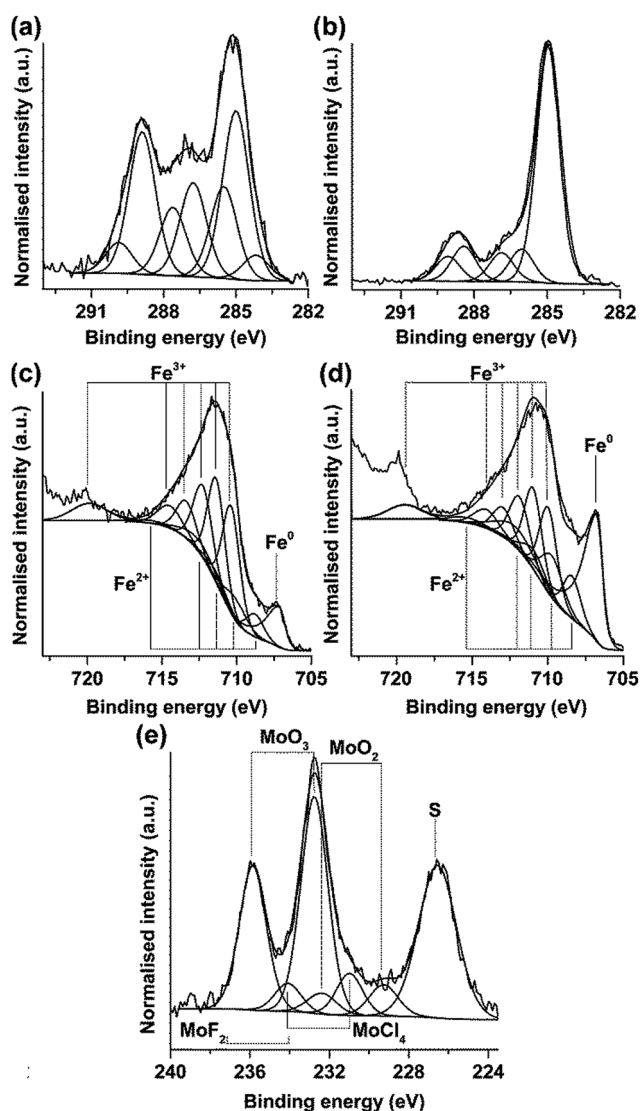 (a) (b)
Normalised intensity (a.u.) Normalised intensity (a.u.)
291 288 285 282 291 288 285 282
Binding energy (eV) Binding energy (eV)
(c) (d)
Fe³⁺ Fe³⁺
Fe⁰
Fe⁰
Fe²⁺ Fe²⁺
Normalised intensity (a.u.) Normalised intensity (a.u.)
720 715 710 705 720 715 710 705
Binding energy (eV) Binding energy (eV)
(e)
MoO₃ MoO₂
S
Normalised intensity (a.u.)
MoF₂ MoCl₄
240 236 232 228 224
Binding energy (eV)